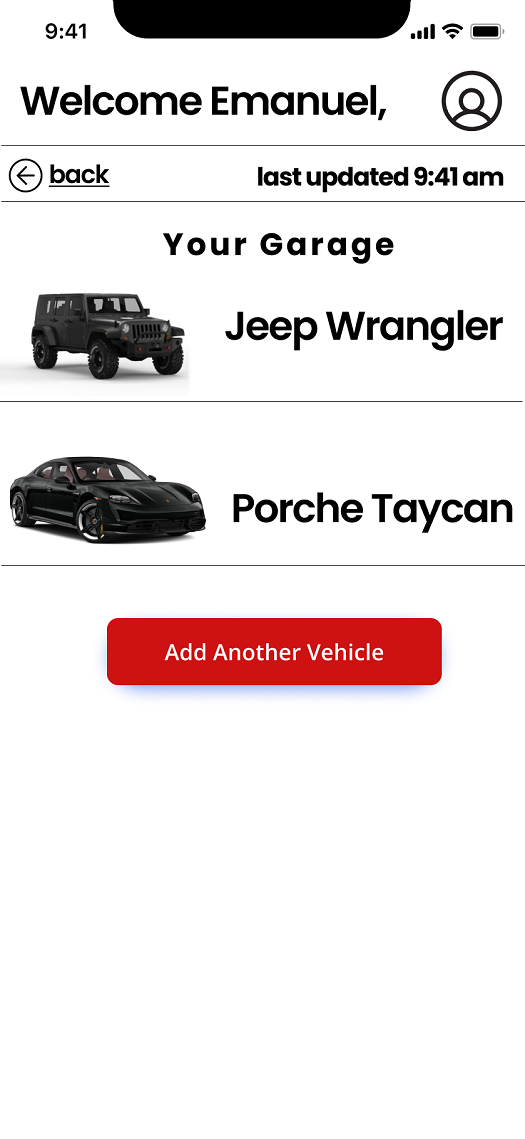 9:41
Welcome Emanuel,
back
last updated 9:41 am
Your Garage
Jeep Wrangler
Porche Taycan
Add Another Vehicle